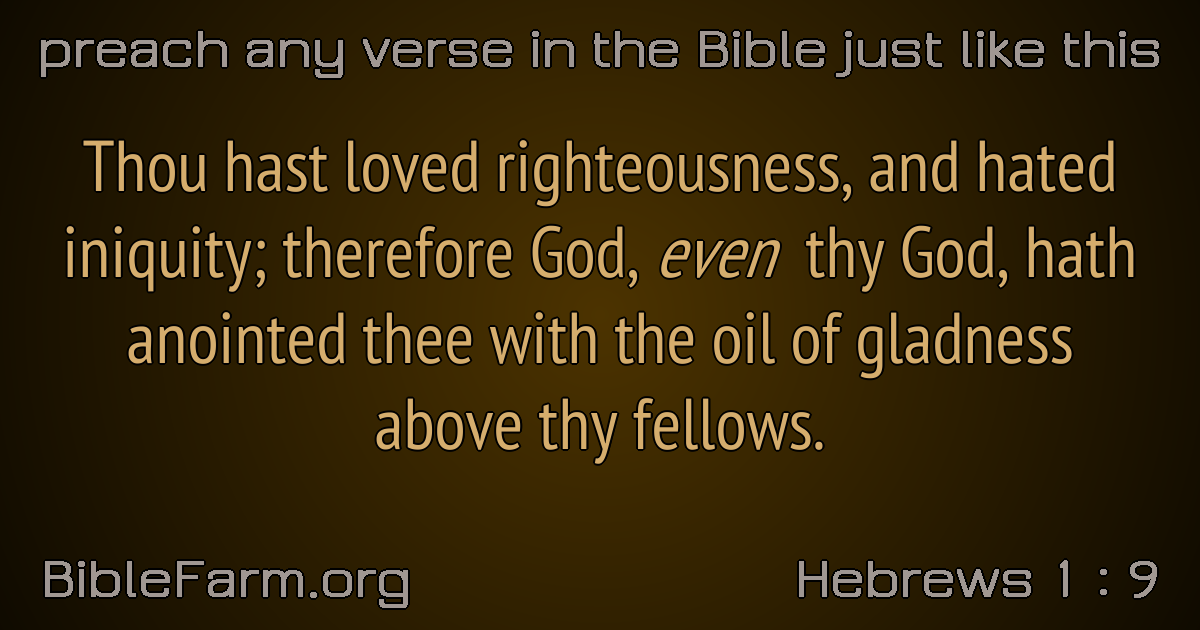 preach any verse in the Bible just like this
Thou hast loved righteousness, and hated
iniquity; therefore God, even thy God, hath
anointed thee with the oil of gladness
above thy fellows.
BibleFarm.org
Hebrews 1 : 9